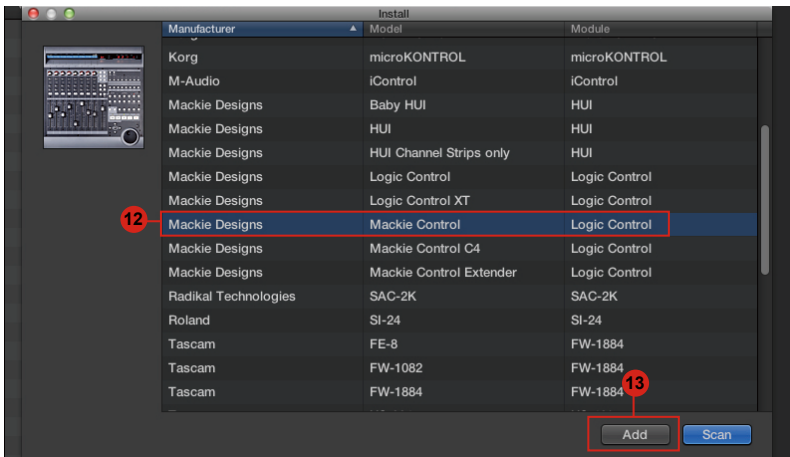 Install
Manufacturer Model Module
Korg microKONTROL microKONTROL
M-Audio iControl iControl
Mackie Designs Baby HUI HUI
Mackie Designs HUI HUI
Mackie Designs HUI Channel Strips only HUI
Mackie Designs Logic Control Logic Control
Mackie Designs Logic Control XT Logic Control
12 Mackie Designs Mackie Control Logic Control
Mackie Designs Mackie Control C4 Logic Control
Mackie Designs Mackie Control Extender Logic Control
Radikal Technologies SAC-2K SAC-2K
Roland SI-24 SI-24
Tascam FE-8 FW-1884
Tascam FW-1082 FW-1884
Tascam FW-1884 FW-1884
13
Add Scan